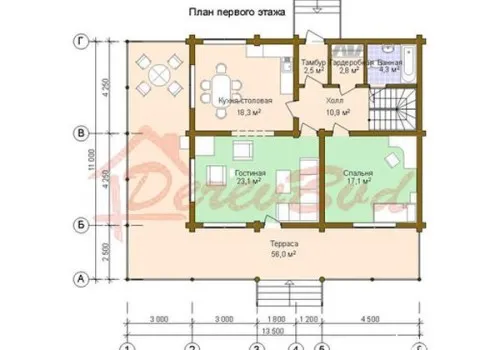 План первого этажа
Г
Тамбур
2,5 м²
Гардеробная
2,8 м²
Ванная
4,3 м²
Кухня-столовая
18,3 м²
Холл
10,9 м²
4 250
В
11 000
DerevBud
Гостиная
23,1 м²
Спальня
17,1 м²
4 250
Б
Терраса
56,0 м²
2 500
А
3 000
3 000
1 800
1 200
4 500
13 500
1
2
3
4
5
6